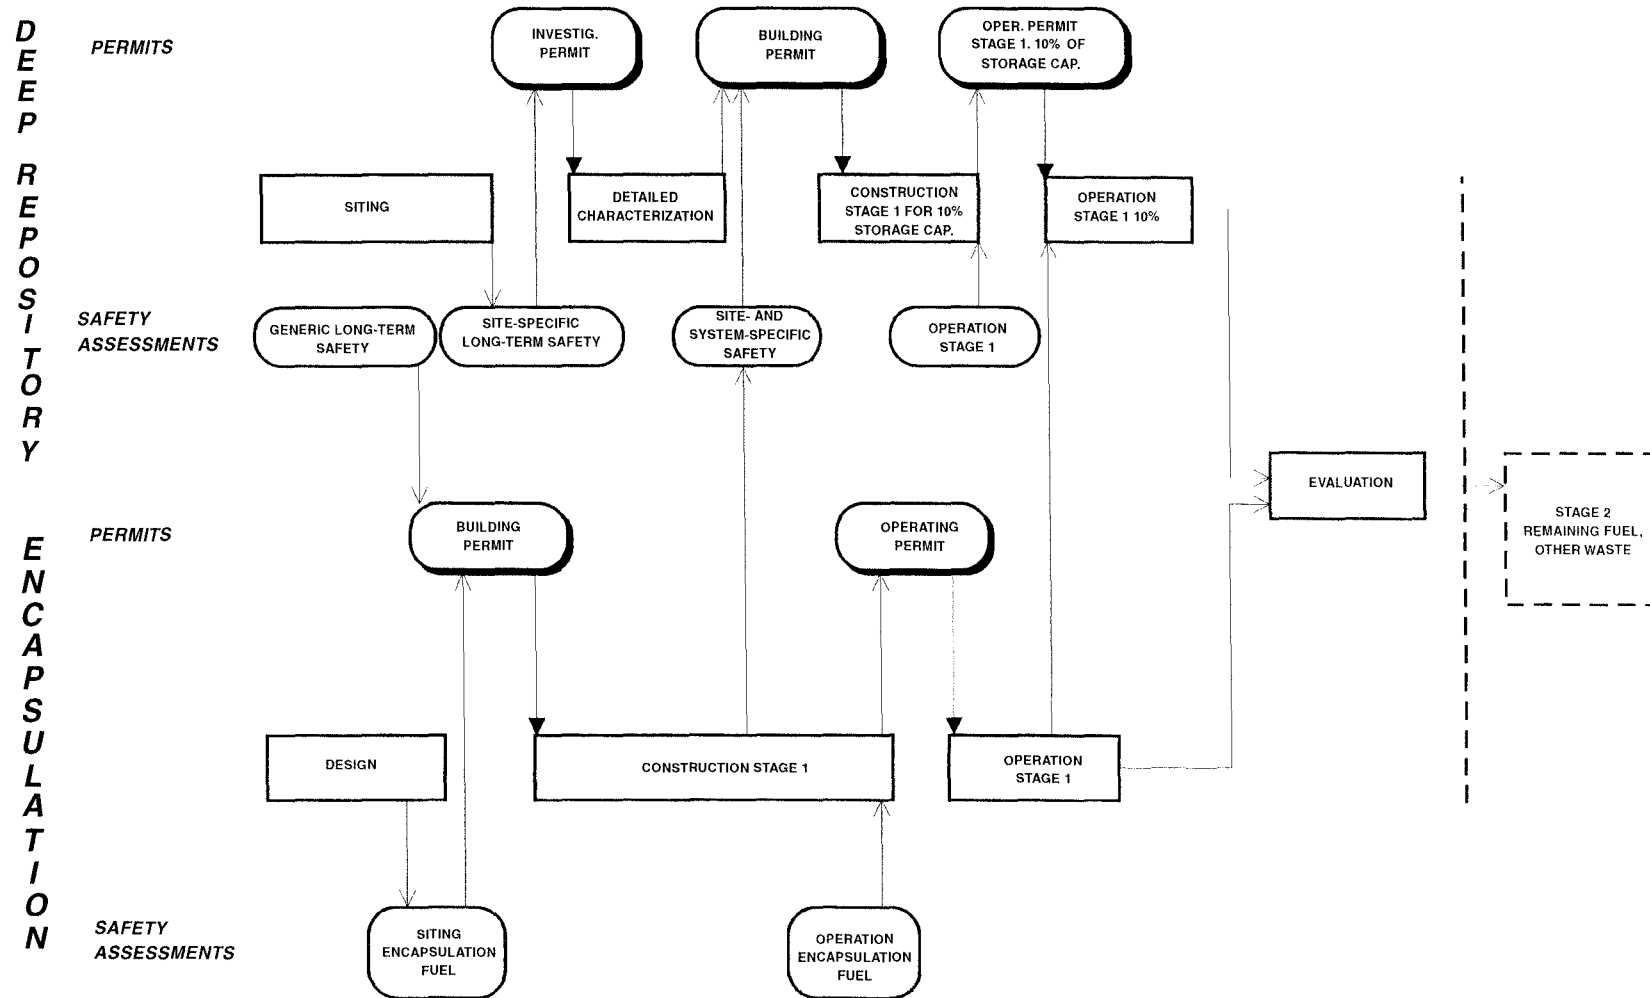 DEEP REPOSITORY
PERMITS
INVESTIG.
PERMIT
BUILDING
PERMIT
OPER. PERMIT
STAGE 1. 10% OF
STORAGE CAP.
SITING
DETAILED
CHARACTERIZATION
CONSTRUCTION
STAGE 1 FOR 10%
STORAGE CAP.
OPERATION
STAGE 1 10%
SAFETY
ASSESSMENTS
GENERIC LONG-TERM
SAFETY
SITE-SPECIFIC
LONG-TERM SAFETY
SITE- AND
SYSTEM-SPECIFIC
SAFETY
OPERATION
STAGE 1
EVALUATION
STAGE 2
REMAINING FUEL,
OTHER WASTE
ENCAPSULATION
PERMITS
BUILDING
PERMIT
OPERATING
PERMIT
DESIGN
CONSTRUCTION STAGE 1
OPERATION
STAGE 1
SAFETY
ASSESSMENTS
SITING
ENCAPSULATION
FUEL
OPERATION
ENCAPSULATION
FUEL